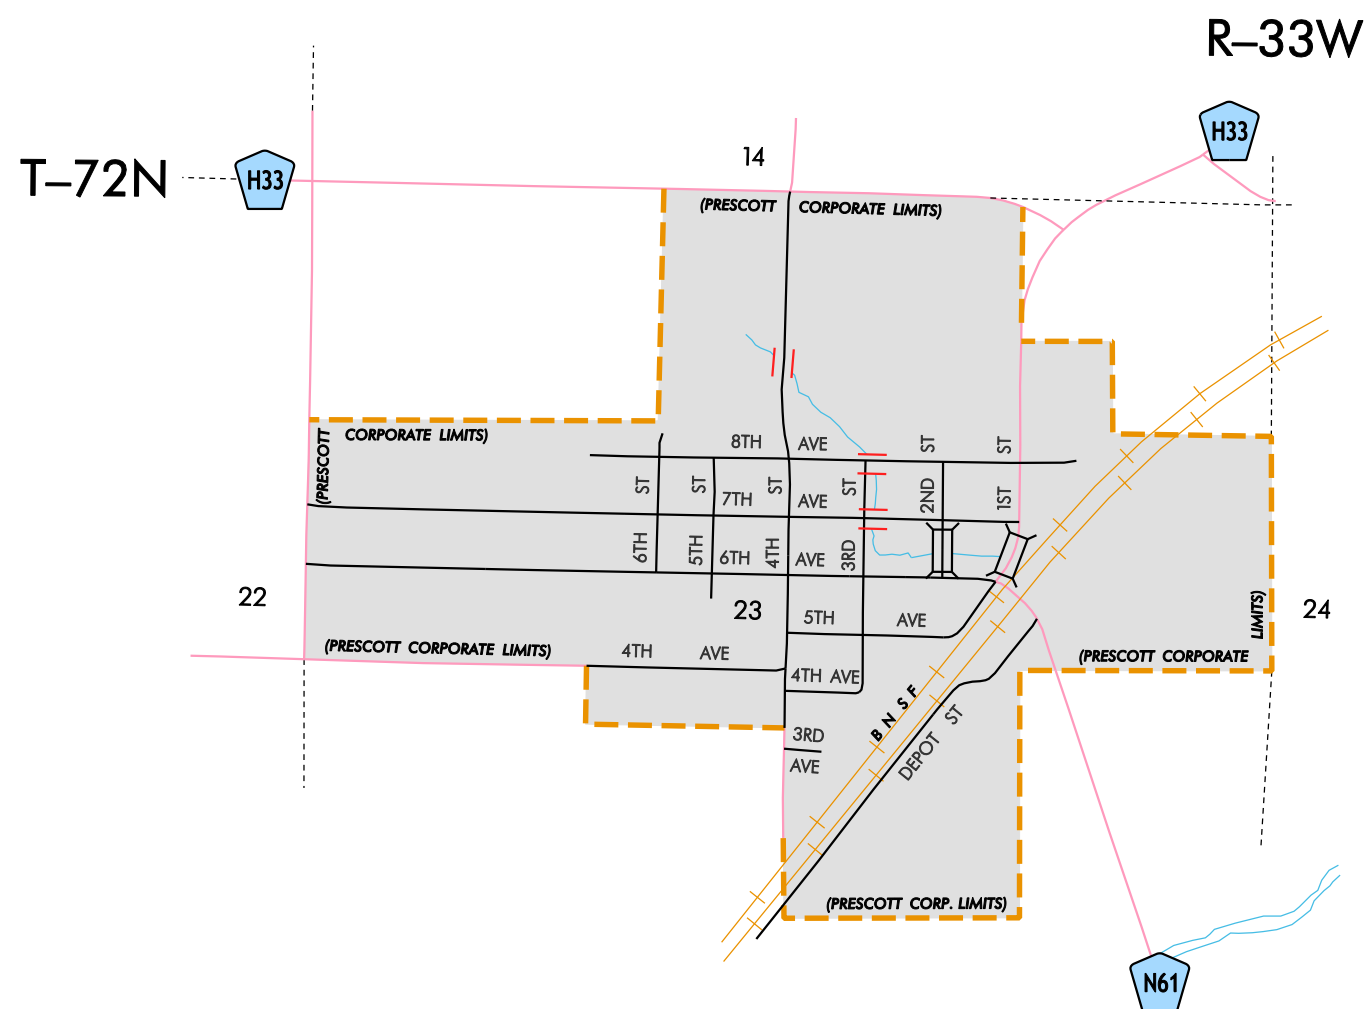 R–33W
H33
14
T–72N
H33
(PRESCOTT CORPORATE LIMITS)
(PRESCOTT CORPORATE LIMITS)
8TH AVE
ST
ST
ST
ST
ST
ST
7TH AVE
2ND
1ST
6TH
5TH
6TH
4TH
AVE
3RD
22
23
24
LIMITS)
5TH AVE
(PRESCOTT CORPORATE LIMITS)
4TH AVE
(PRESCOTT CORPORATE
4TH AVE
BNSF
DEPOT ST
3RD
AVE
(PRESCOTT CORP. LIMITS)
N61